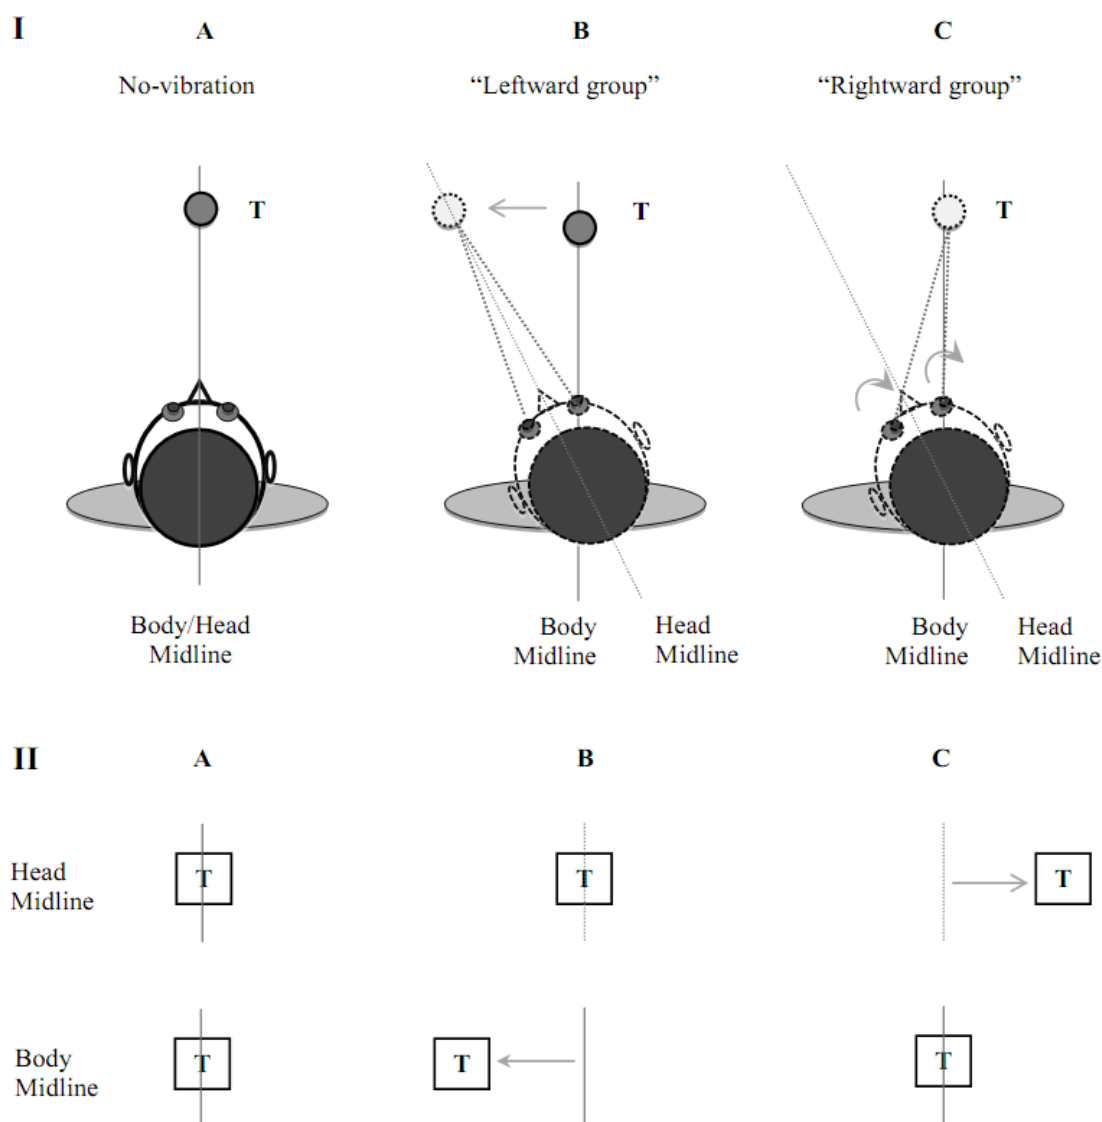 I A B C
No-vibration “Leftward group” “Rightward group”
T T T
Body/Head Midline
Body Midline
Head Midline
Body Midline
Head Midline
II A B C
Head Midline
T T T
Body Midline
T T T